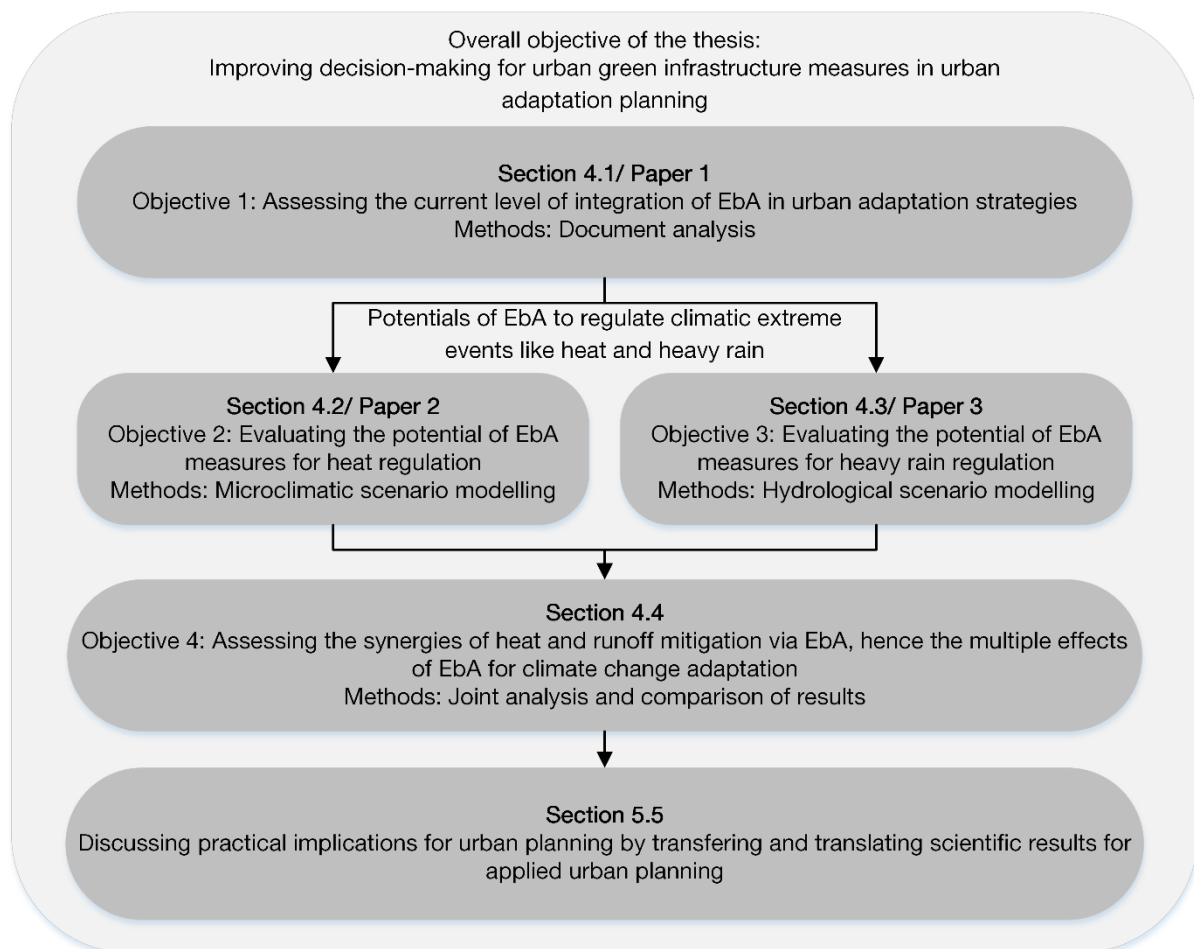 Overall objective of the thesis:
Improving decision-making for urban green infrastructure measures in urban
adaptation planning
Section 4.1/ Paper 1
Objective 1: Assessing the current level of integration of EbA in urban adaptation strategies
Methods: Document analysis
Potentials of EbA to regulate climatic extreme
events like heat and heavy rain
Section 4.2/ Paper 2
Objective 2: Evaluating the potential of EbA
measures for heat regulation
Methods: Microclimatic scenario modelling
Section 4.3/ Paper 3
Objective 3: Evaluating the potential of EbA
measures for heavy rain regulation
Methods: Hydrological scenario modelling
Section 4.4
Objective 4: Assessing the synergies of heat and runoff mitigation via EbA, hence the multiple effects
of EbA for climate change adaptation
Methods: Joint analysis and comparison of results
Section 5.5
Discussing practical implications for urban planning by transfering and translating scientific results for
applied urban planning